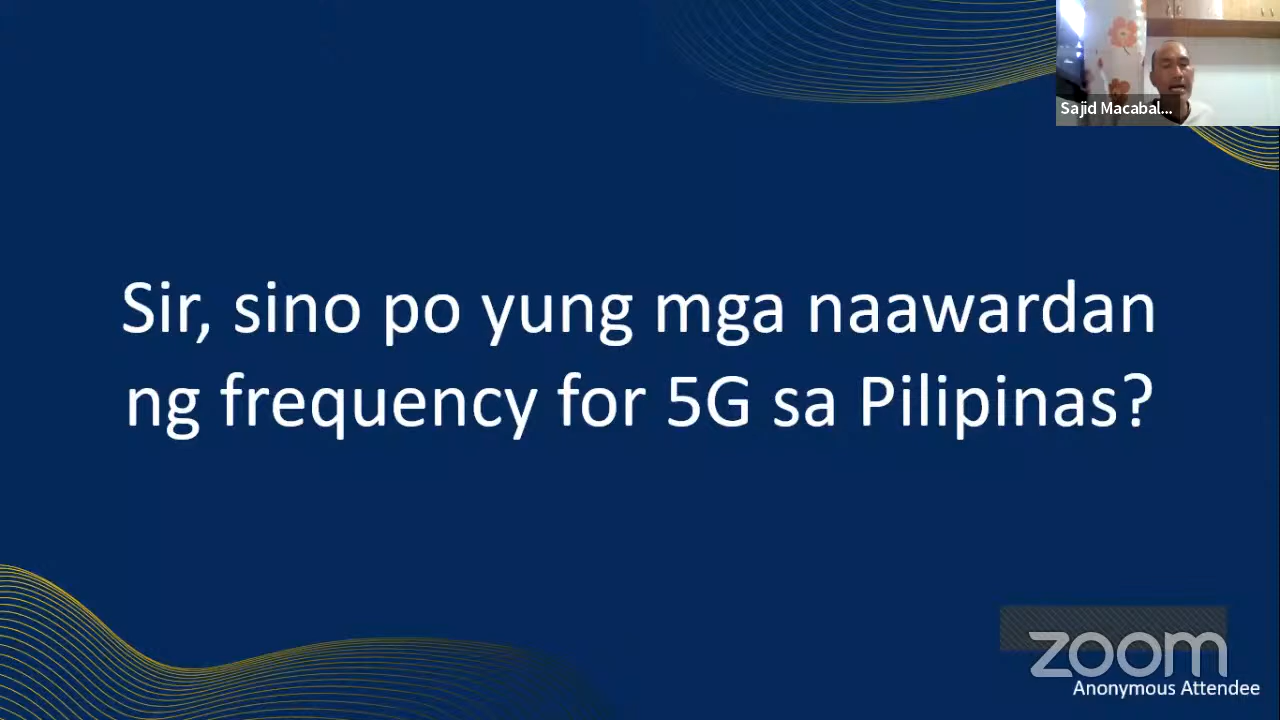 Sajid Macabal...
Sir, sino po yung mga naawardan
ng frequency for 5G sa Pilipinas?
zoom
Anonymous Attendee